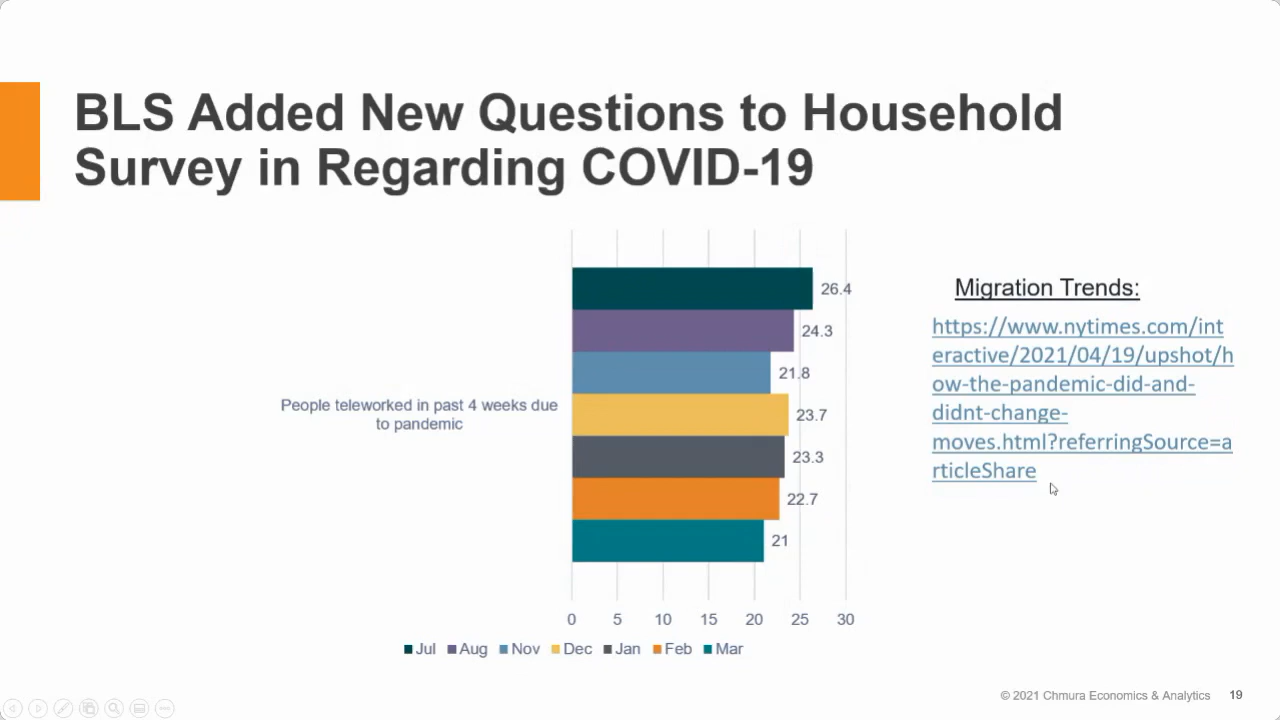 BLS Added New Questions to Household
Survey in Regarding COVID-19
26.4
24.3
21.8
23.7
23.3
22.7
21
People teleworked in past 4 weeks due
to pandemic
0 5 10 15 20 25 30
Jul Aug Nov Dec Jan Feb Mar
Migration Trends:
https://www.nytimes.com/int
eractive/2021/04/19/upshot/h
ow-the-pandemic-did-and-
didnt-change-
moves.html?referringSource=a
rticleShare
© 2021 Chmura Economics & Analytics 19